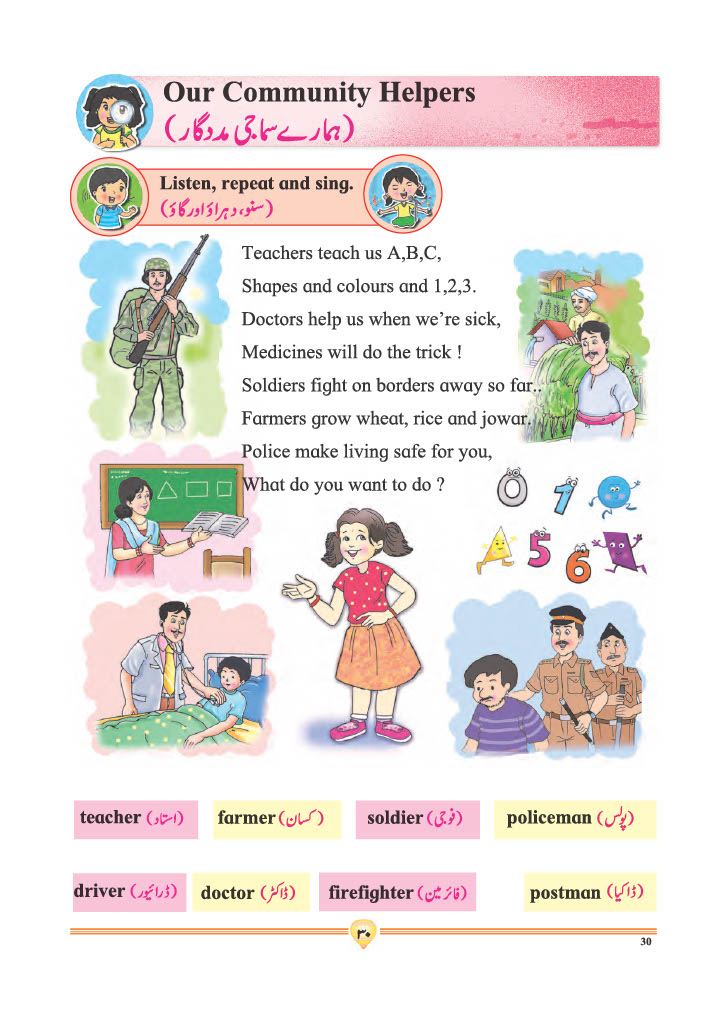 Our Community Helpers
(ہمارے سماجی مددگار)
Listen, repeat and sing.
(سنو، دہراؤ اور گاؤ)
Teachers teach us A,B,C,
Shapes and colours and 1,2,3.
Doctors help us when we're sick,
Medicines will do the trick !
Soldiers fight on borders away so far..
Farmers grow wheat, rice and jowar.
Police make living safe for you,
What do you want to do ?
0 1
A 5 6
teacher (استاد) farmer (کسان) soldier (فوجی) policeman (پولس)
driver (ڈرائیور) doctor (ڈاکٹر) firefighter (فائرمین) postman (ڈاکیا)
۳۰
30